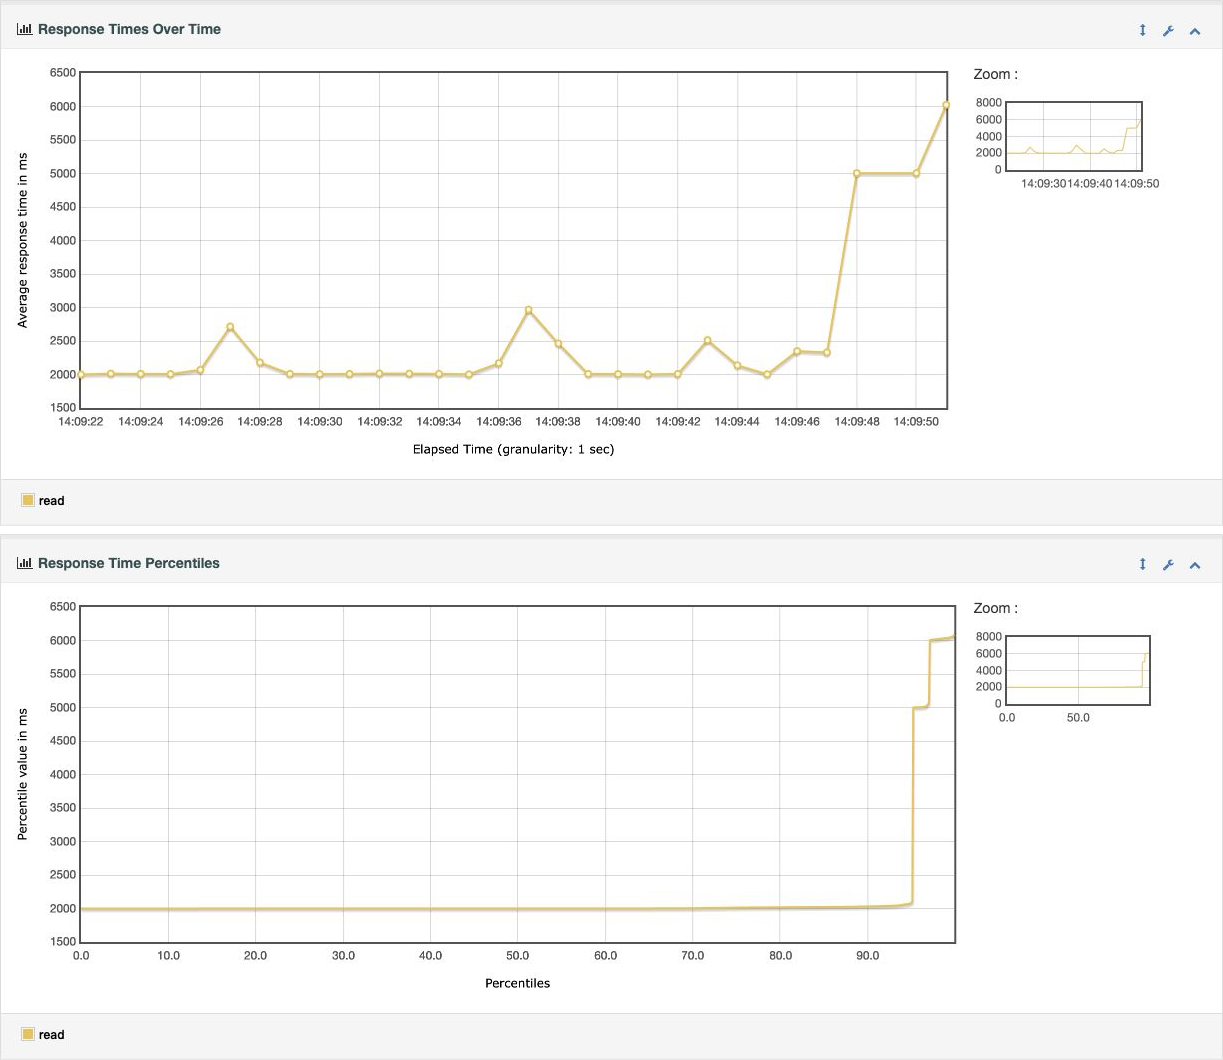 Response Times Over Time
Zoom :
6500
6000
5500
5000
4500
4000
3500
3000
2500
2000
1500
Average response time in ms
14:09:22 14:09:24 14:09:26 14:09:28 14:09:30 14:09:32 14:09:34 14:09:36 14:09:38 14:09:40 14:09:42 14:09:44 14:09:46 14:09:48 14:09:50
Elapsed Time (granularity: 1 sec)
8000
6000
4000
2000
0
14:09:30 14:09:40 14:09:50
read
Response Time Percentiles
Zoom :
6500
6000
5500
5000
4500
4000
3500
3000
2500
2000
1500
Percentile value in ms
0.0 10.0 20.0 30.0 40.0 50.0 60.0 70.0 80.0 90.0
Percentiles
8000
6000
4000
2000
0
0.0 50.0
read